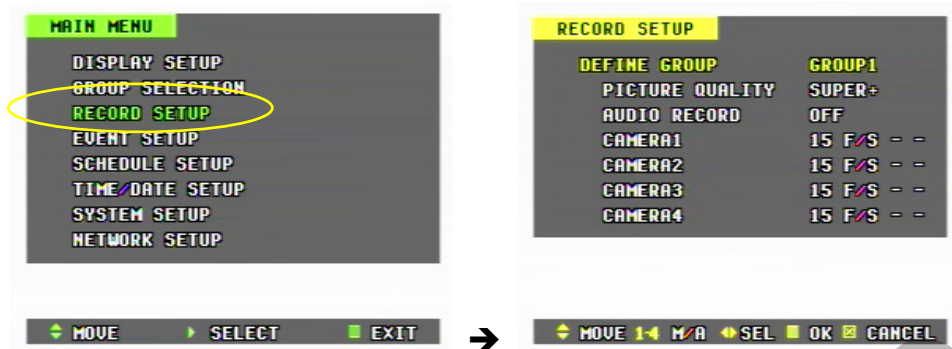 MAIN MENU
DISPLAY SETUP
GROUP SELECTION
RECORD SETUP
EVENT SETUP
SCHEDULE SETUP
TIME/DATE SETUP
SYSTEM SETUP
NETWORK SETUP
MOVE SELECT EXIT
RECORD SETUP
DEFINE GROUP GROUP1
PICTURE QUALITY SUPER+
AUDIO RECORD OFF
CAMERA1 15 F/S - -
CAMERA2 15 F/S - -
CAMERA3 15 F/S - -
CAMERA4 15 F/S - -
MOVE 1-4 M/A SEL OK CANCEL